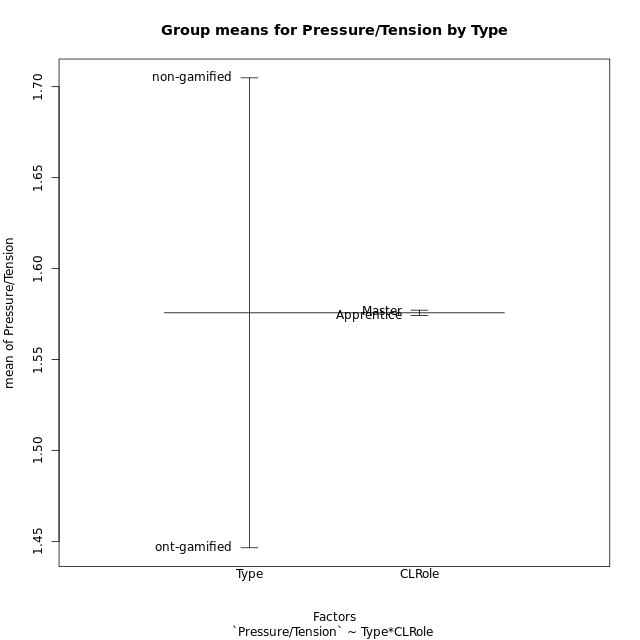 Group means for Pressure/Tension by Type
mean of Pressure/Tension
1.70
1.65
1.60
1.55
1.50
1.45
non-gamified
ont-gamified
Master
Apprentice
Type
CLRole
Factors
`Pressure/Tension` ~ Type*CLRole